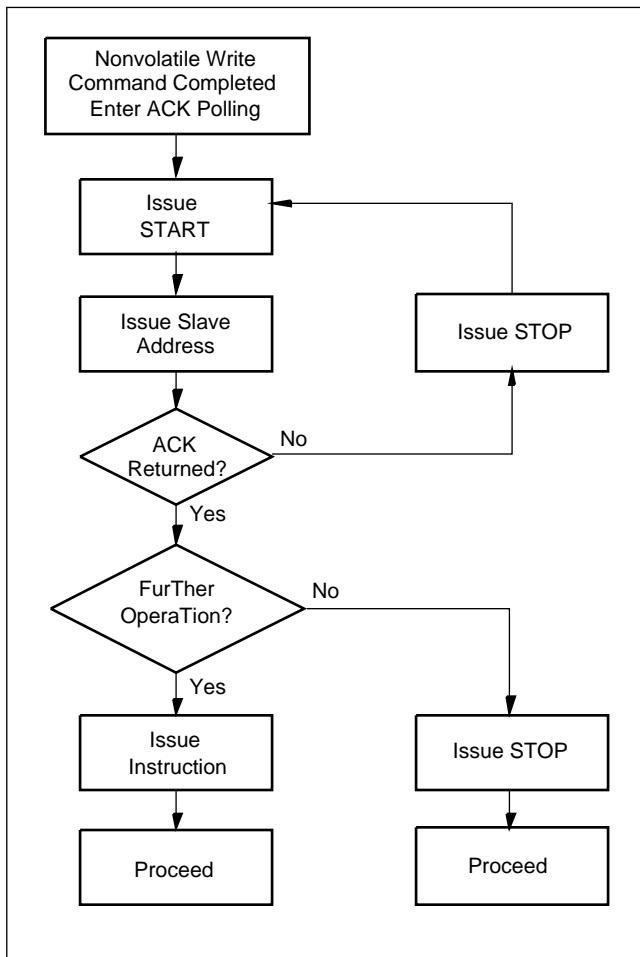 Nonvolatile Write
Command Completed
Enter ACK Polling
Issue
START
Issue Slave
Address
Issue STOP
ACK
Returned?
No
Yes
FurTher
OperaTion?
No
Yes
Issue
Instruction
Issue STOP
Proceed
Proceed